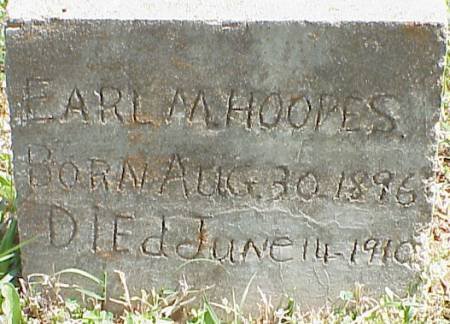 EARL M. HOOPES.
BORN AUG. 30 1896
DIEd JUNE 14-1910